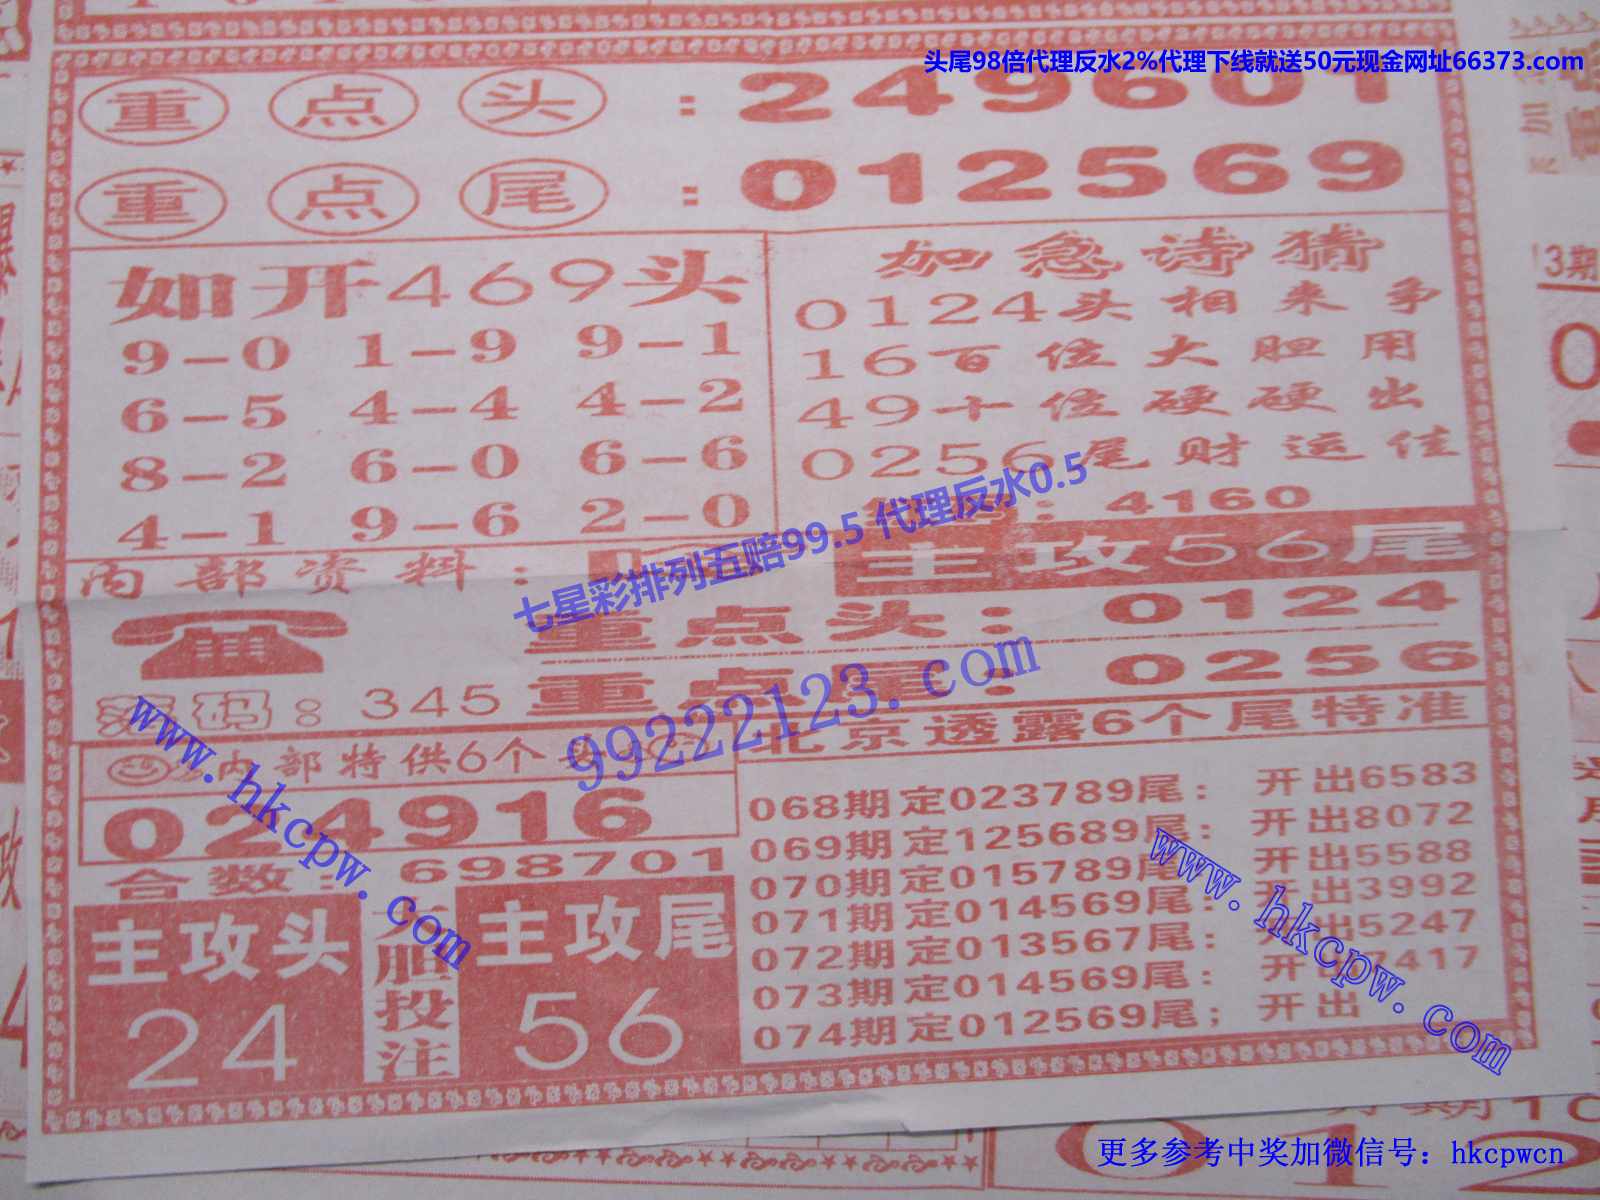 头尾98倍代理反水2%代理下线就送50元现金网址66373.com
重点头：249601
重点尾：012569
如开469头
9-0 1-9 9-1
6-5 4-4 4-2
8-2 6-0 6-6
4-1 9-6 2-0
加急诗猜
0124头相来争
16百位大胆用
49十位硬硬出
0256尾财运佳
：4160
主攻56尾
七星彩排列五赔99.5 代理反水0.5
内部资料：
重点头：0124
重点尾：0256
码：345
99222123.com
www.hkcpw.com
内部特供6个头
024916
合数：698701
主攻头
24
大胆投注
主攻尾
56
北京透露6个尾特准
068期定023789尾：开出6583
069期定125689尾：开出8072
070期定015789尾：开出5588
071期定014569尾：开出3992
072期定013567尾：开出5247
073期定014569尾：开出7417
074期定012569尾；开出
www.hkcpw.com
13期
更多参考中奖加微信号：hkcpwcn